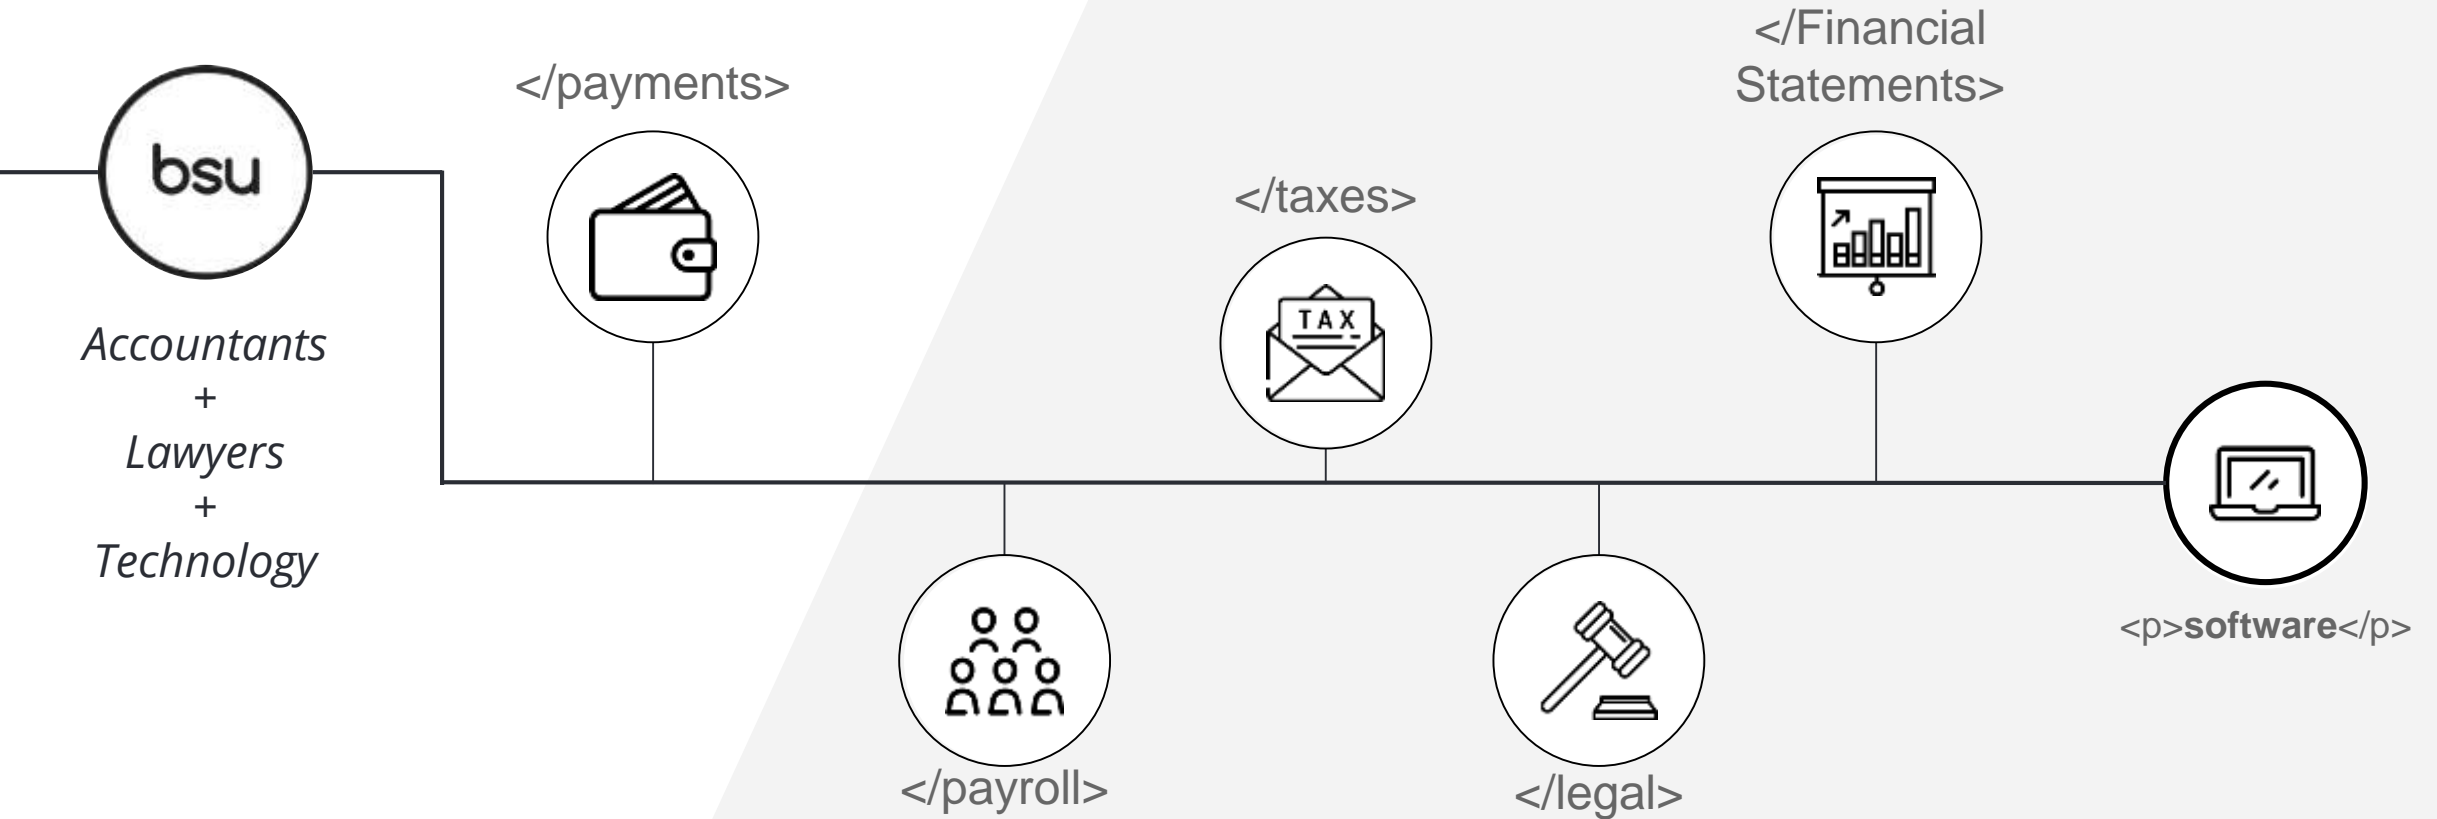 bsu
Accountants
+
Lawyers
+
Technology
</payments>
</payroll>
</taxes>
TAX
</legal>
</Financial
Statements>
<p>software</p>